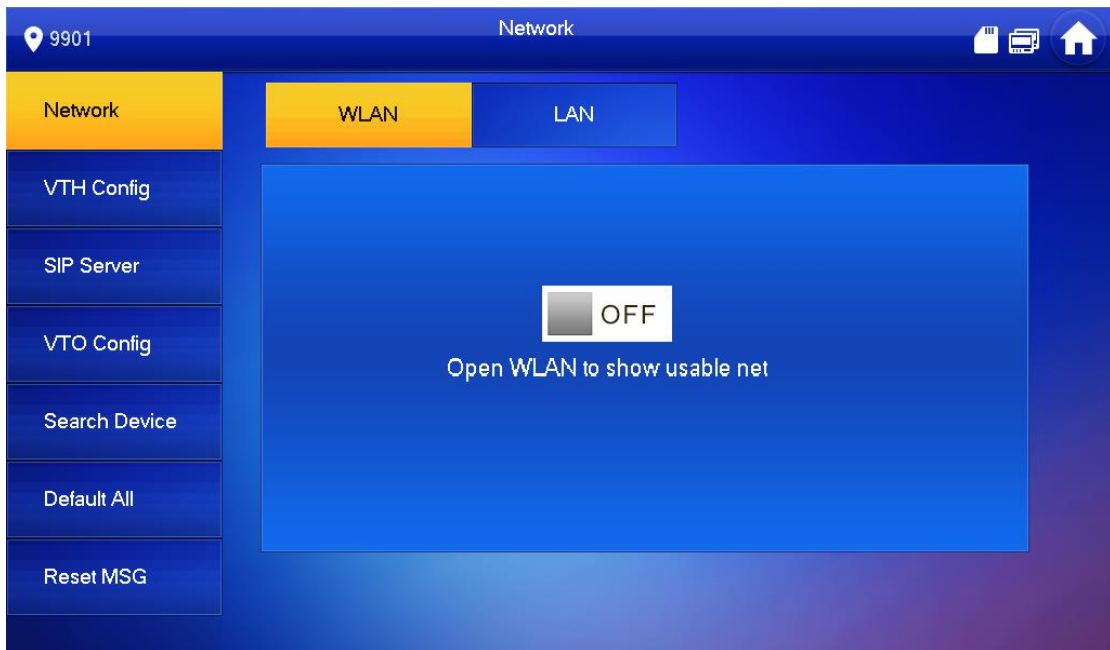 9901
Network
Network
WLAN
LAN
VTH Config
SIP Server
VTO Config
Search Device
Default All
Reset MSG
OFF
Open WLAN to show usable net